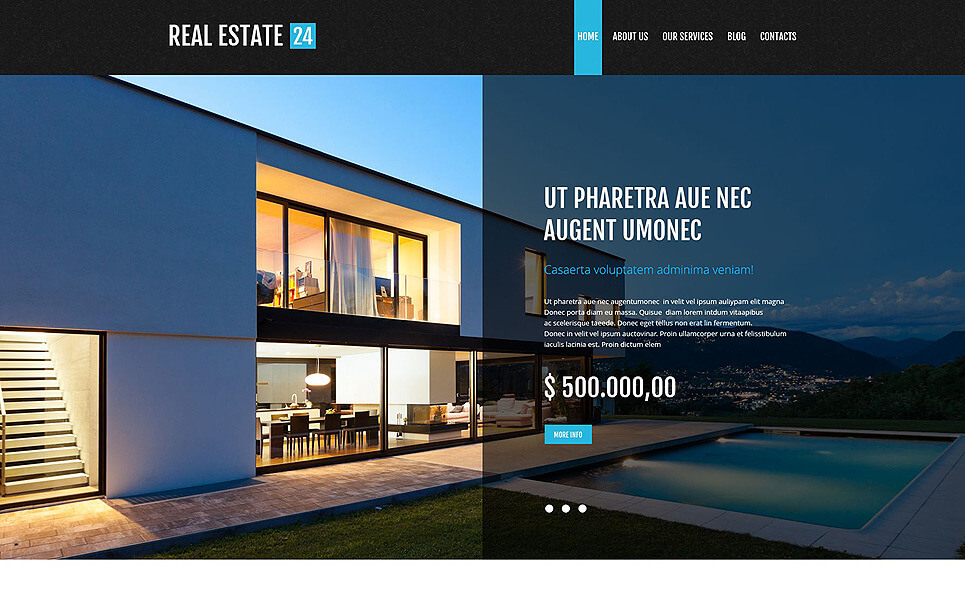 REAL ESTATE 24
HOME ABOUT US OUR SERVICES BLOG CONTACTS
UT PHARETRA AUE NEC
AUGENT UMONEC
Casaerta voluptatem adminima veniam!
Ut pharetra aue nec augentumonec in velit vel ipsum auliypam elit magna
Donec porta diam eu massa. Quisue diam lorem intdum vitaapibus
ac scelerisque taeede. Donec eget tellus non erat lin fermentum.
Donec in velit vel ipsum auctovinar. Proin ullamcorper urna et felisstibulum
iaculis lacinia est. Proin dictum elem
$ 500.000,00
MORE INFO